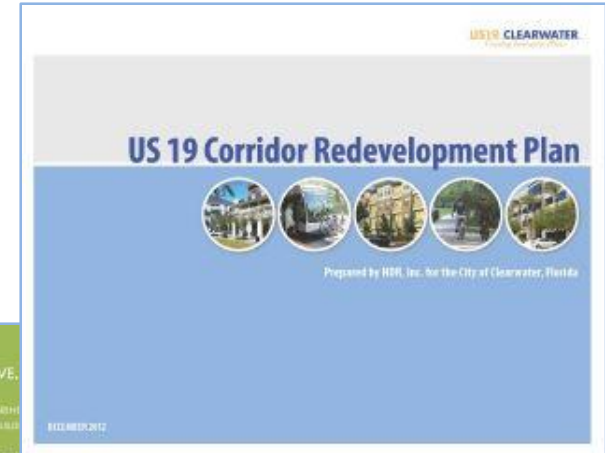 US19 CLEARWATER
US 19 Corridor Redevelopment Plan
Prepared by HDR, Inc. for the City of Clearwater, Florida
VE.
DECEMBER 2012